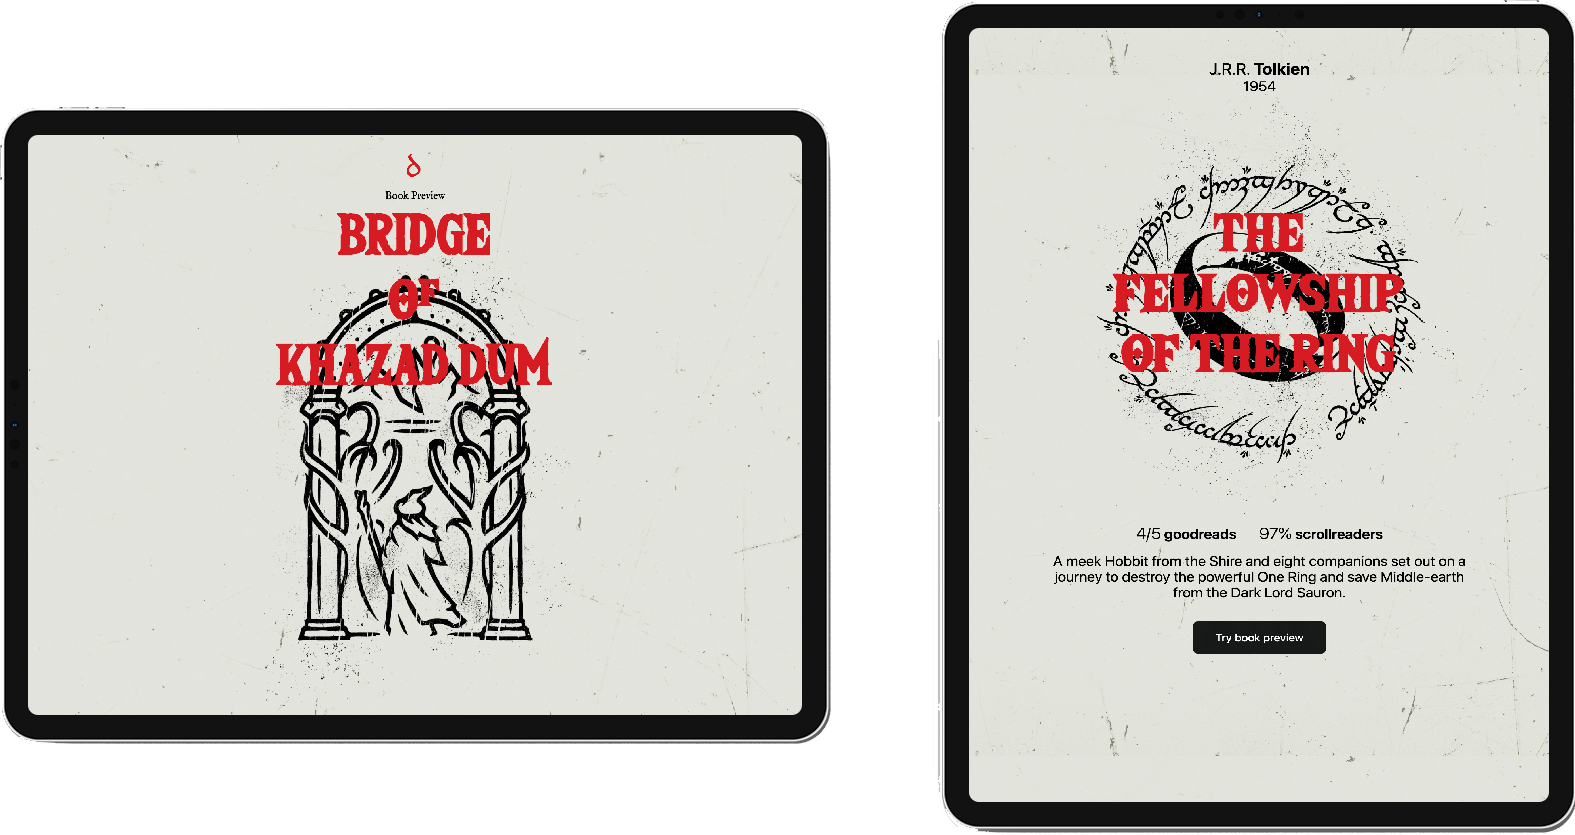 Book Preview
BRIDGE
OF
KHAZAD DUM
J.R.R. Tolkien
1954
THE
FELLOWSHIP
OF THE RING
4/5 goodreads 97% scrollreaders
A meek Hobbit from the Shire and eight companions set out on a
journey to destroy the powerful One Ring and save Middle-earth
from the Dark Lord Sauron.
Try book preview